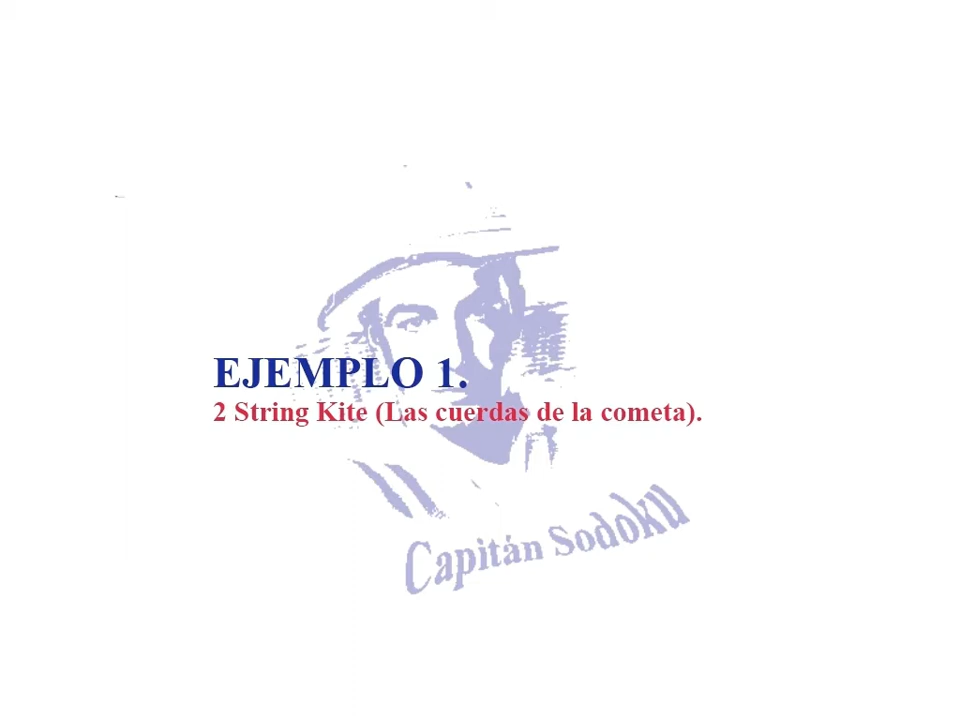 EJEMPLO 1.
2 String Kite (Las cuerdas de la cometa).
Capitán Sodoku